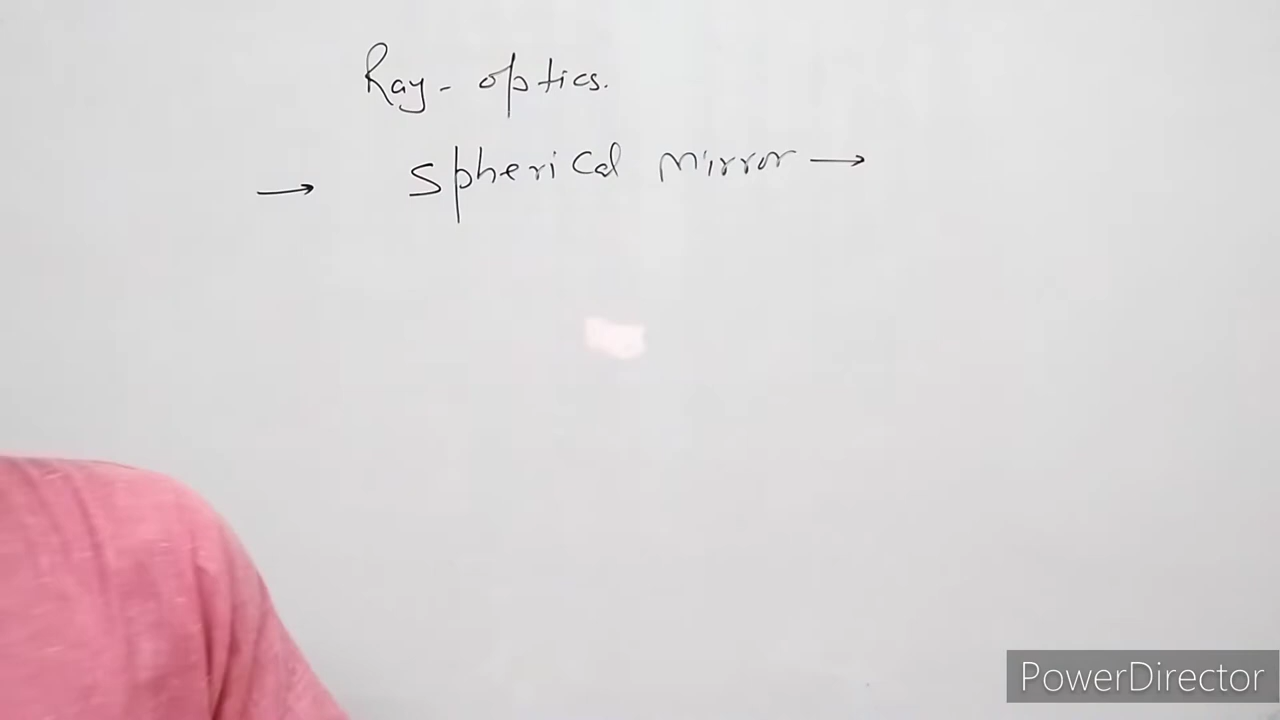 Ray - optics.
→ Spherical mirror →
PowerDirector